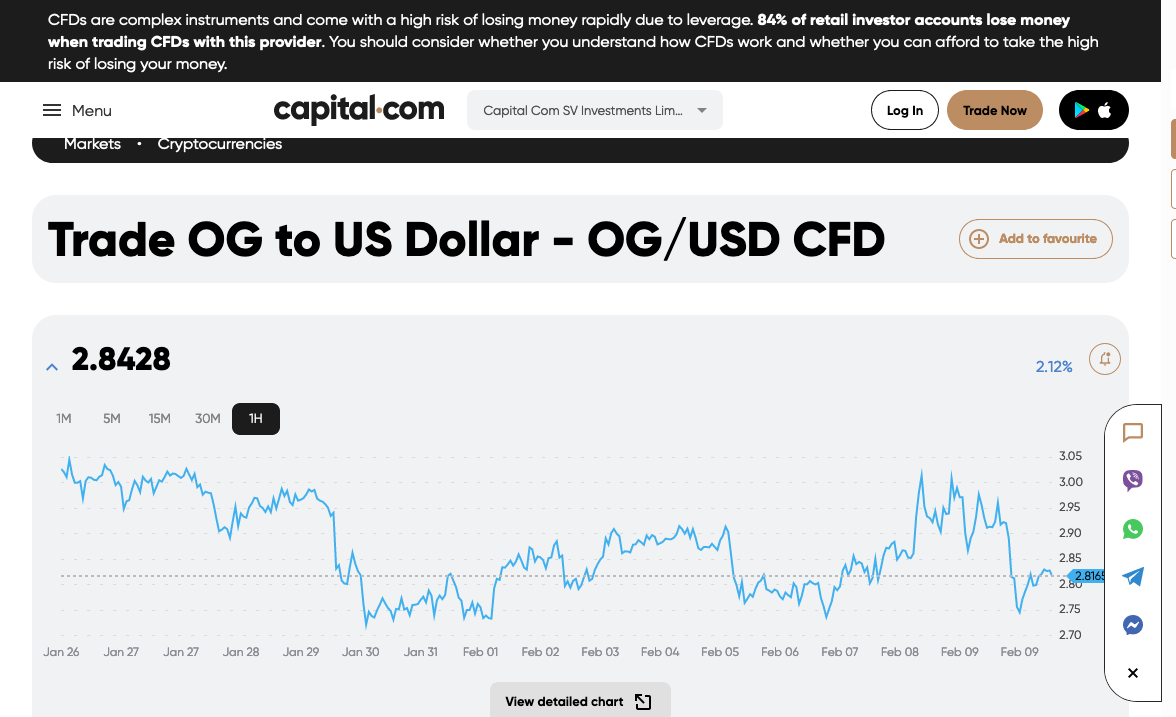 CFDs are complex instruments and come with a high risk of losing money rapidly due to leverage. 84% of retail investor accounts lose money
when trading CFDs with this provider. You should consider whether you understand how CFDs work and whether you can afford to take the high
risk of losing your money.
Menu
capital.com
Capital Com SV Investments Lim...
Log In
Trade Now
Markets • Cryptocurrencies
Trade OG to US Dollar - OG/USD CFD
Add to favourite
2.8428
2.12%
1M 5M 15M 30M 1H
3.05
3.00
2.95
2.90
2.85
2.8165
2.80
2.75
2.70
Jan 26 Jan 27 Jan 27 Jan 28 Jan 29 Jan 30 Jan 31 Feb 01 Feb 02 Feb 03 Feb 04 Feb 05 Feb 06 Feb 07 Feb 08 Feb 09 Feb 09
View detailed chart